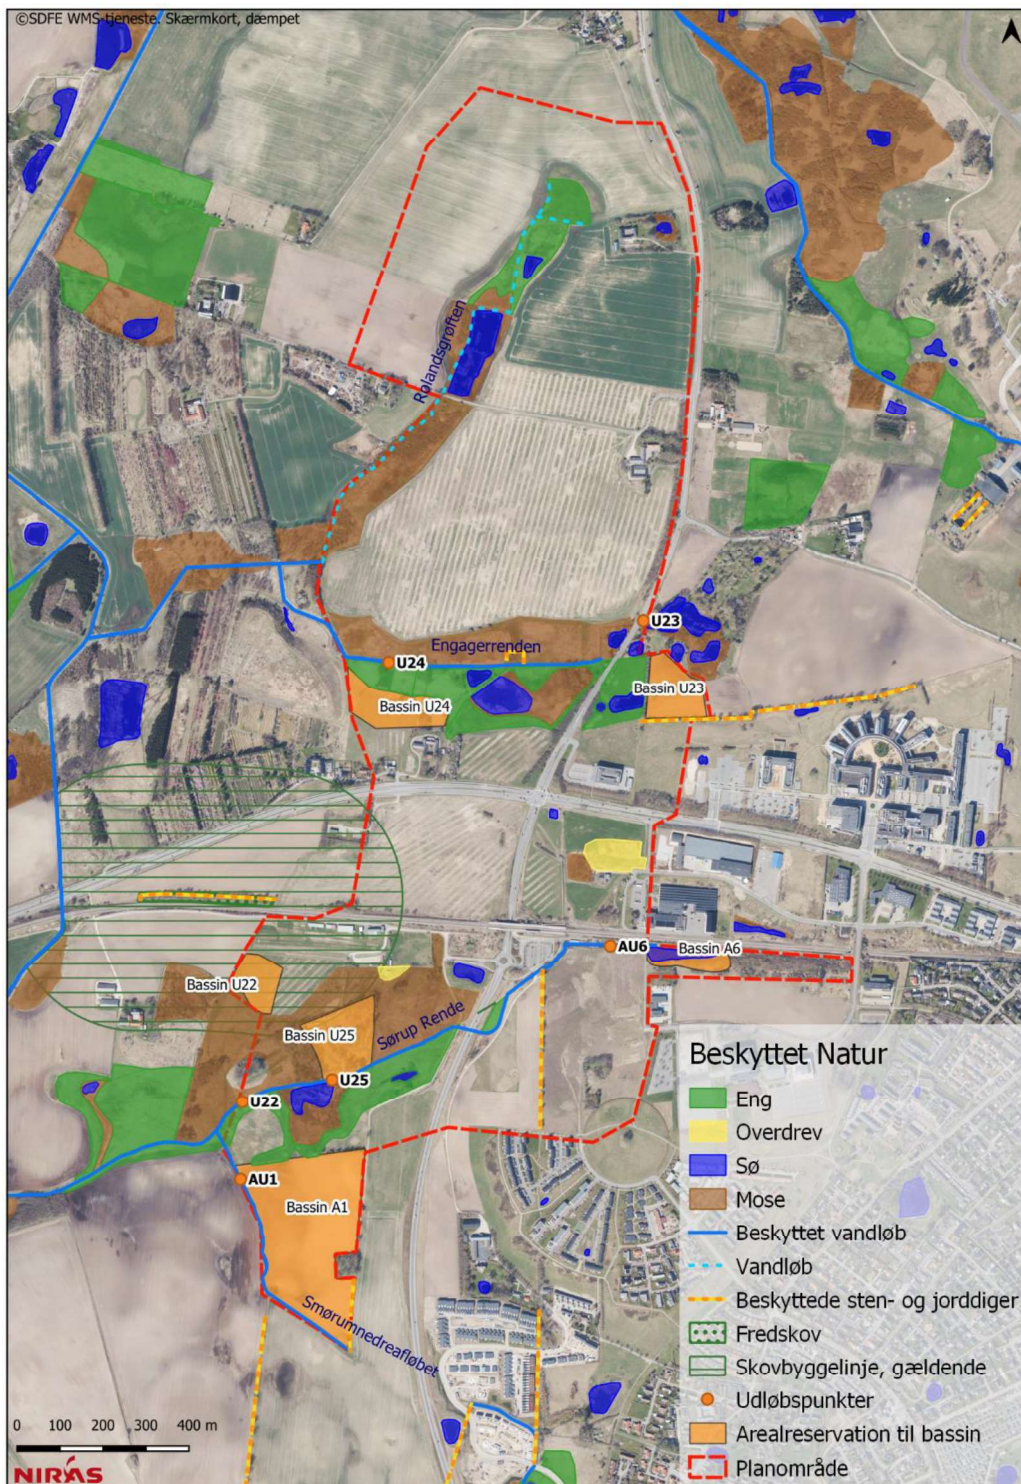 ©SDFE WMS-tjeneste. Skærmkort, dæmpet
Rolandsgrøften
U23
Engagerrenden
U24
Bassin U23
Bassin U24
AU6
Bassin A6
Bassin U22
Bassin U25
Sørup Rende
U25
U22
AU1
Bassin A1
Smørumnedreafløbet
Beskyttet Natur
Eng
Overdrev
Sø
Mose
Beskyttet vandløb
Vandløb
Beskyttede sten- og jorddiger
Fredskov
Skovbyggelinje, gældende
Udløbspunkter
Arealreservation til bassin
Planområde
0 100 200 300 400 m
NIRAS